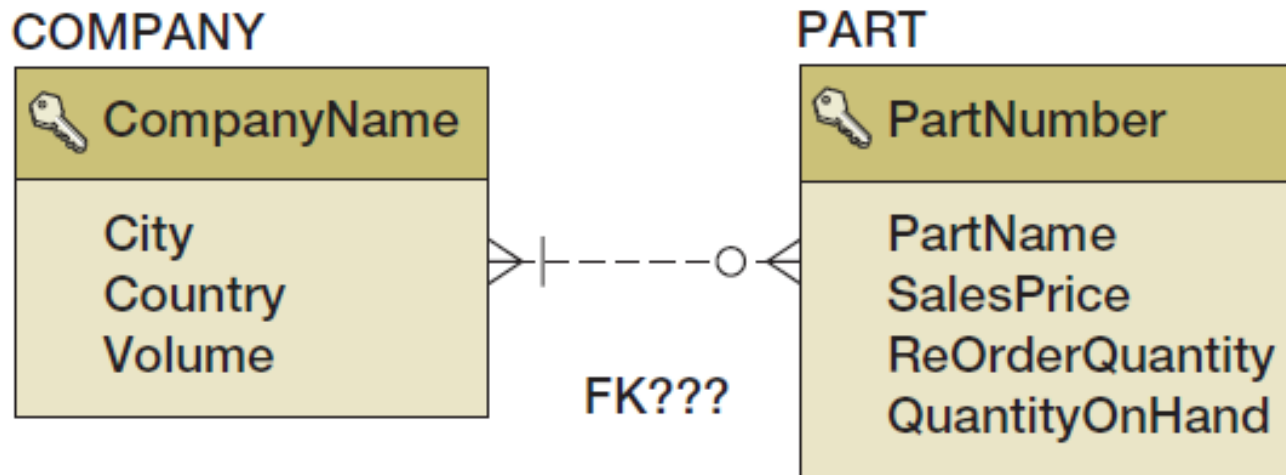 COMPANY
CompanyName
City
Country
Volume
FK???
PART
PartNumber
PartName
SalesPrice
ReOrderQuantity
QuantityOnHand